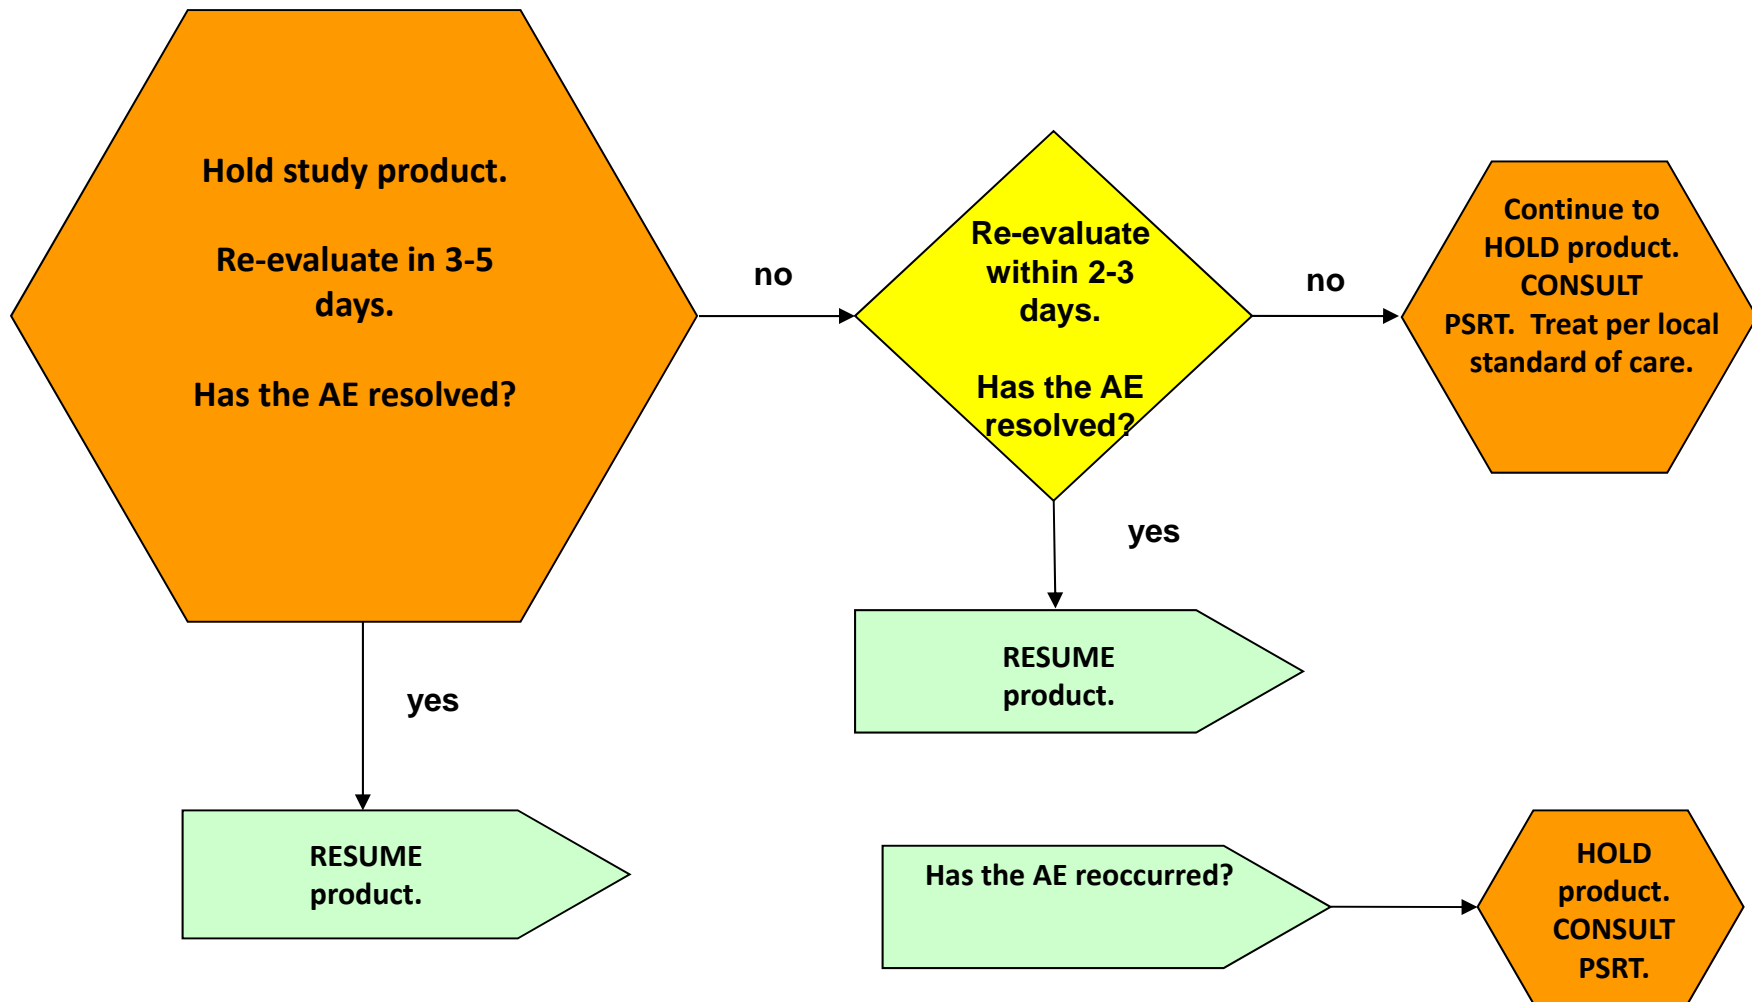 Hold study product.
Re-evaluate in 3-5
days.
Has the AE resolved?
no
Re-evaluate
within 2-3
days.
Has the AE
resolved?
no
Continue to
HOLD product.
CONSULT
PSRT.  Treat per local
standard of care.
yes
RESUME
product.
yes
RESUME
product.
Has the AE reoccurred?
HOLD
product.
CONSULT
PSRT.